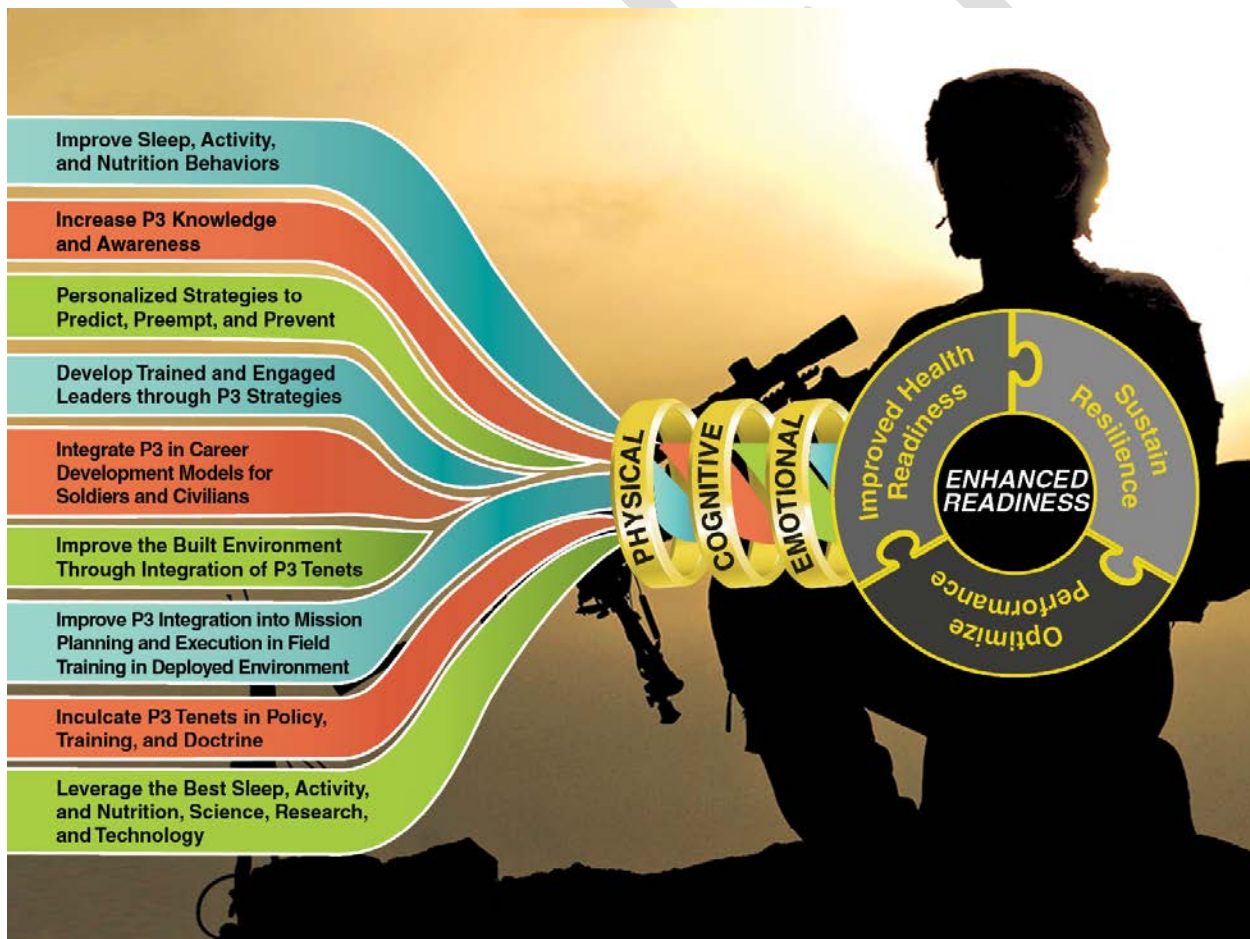 Improve Sleep, Activity,
and Nutrition Behaviors
Increase P3 Knowledge
and Awareness
Personalized Strategies to
Predict, Preempt, and Prevent
Develop Trained and Engaged
Leaders through P3 Strategies
Integrate P3 in Career
Development Models for
Soldiers and Civilians
Improve the Built Environment
Through Integration of P3 Tenets
Improve P3 Integration into Mission
Planning and Execution in Field
Training in Deployed Environment
Inculcate P3 Tenets in Policy,
Training, and Doctrine
Leverage the Best Sleep, Activity,
and Nutrition, Science, Research,
and Technology
PHYSICAL
COGNITIVE
EMOTIONAL
Improved Health
Readiness
Sustain
Resilience
Optimize
Performance
ENHANCED
READINESS